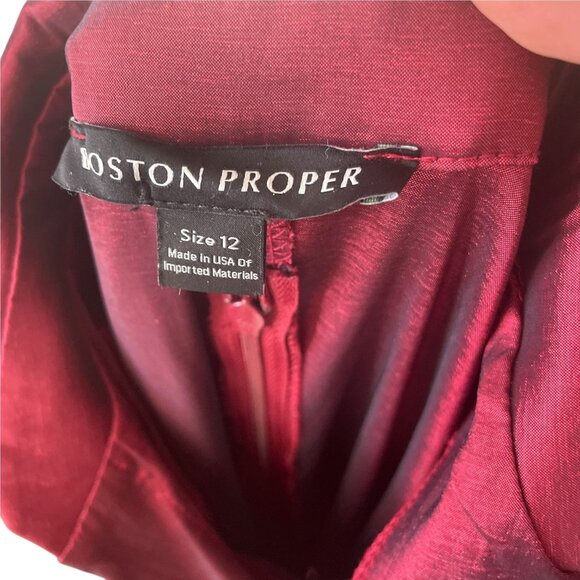 BOSTON PROPER
Size 12
Made in USA Of
Imported Materials